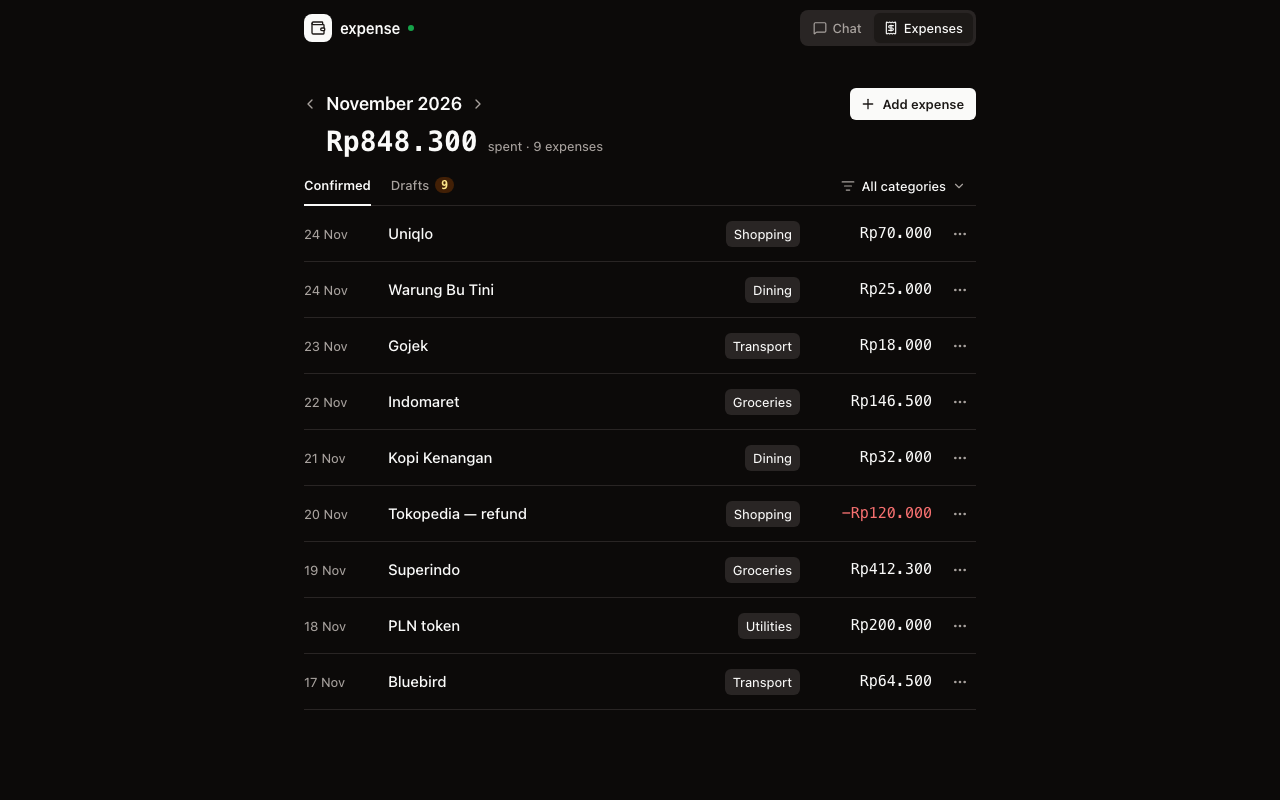 expense
Chat
Expenses
November 2026
Add expense
Rp848.300 spent · 9 expenses
Confirmed
Drafts 9
All categories
24 Nov Uniqlo Shopping Rp70.000
24 Nov Warung Bu Tini Dining Rp25.000
23 Nov Gojek Transport Rp18.000
22 Nov Indomaret Groceries Rp146.500
21 Nov Kopi Kenangan Dining Rp32.000
20 Nov Tokopedia — refund Shopping −Rp120.000
19 Nov Superindo Groceries Rp412.300
18 Nov PLN token Utilities Rp200.000
17 Nov Bluebird Transport Rp64.500